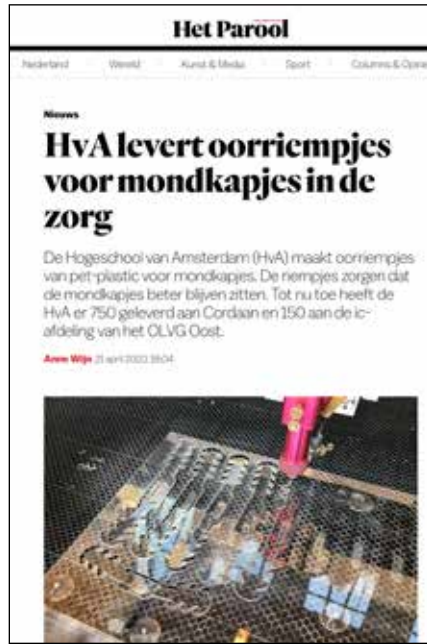 Het Parool
Nederland Wereld Kunst & Media Sport Columns & Opinie
Nieuws
HvA levert oorriempjes
voor mondkapjes in de
zorg
De Hogeschool van Amsterdam (HvA) maakt oorriempjes
van pet-plastic voor mondkapjes. De riempjes zorgen dat
de mondkapjes beter blijven zitten. Tot nu toe heeft de
HvA er 750 geleverd aan Cordaan en 150 aan de ic-
afdeling van het OLVG Oost.
21 april 2020